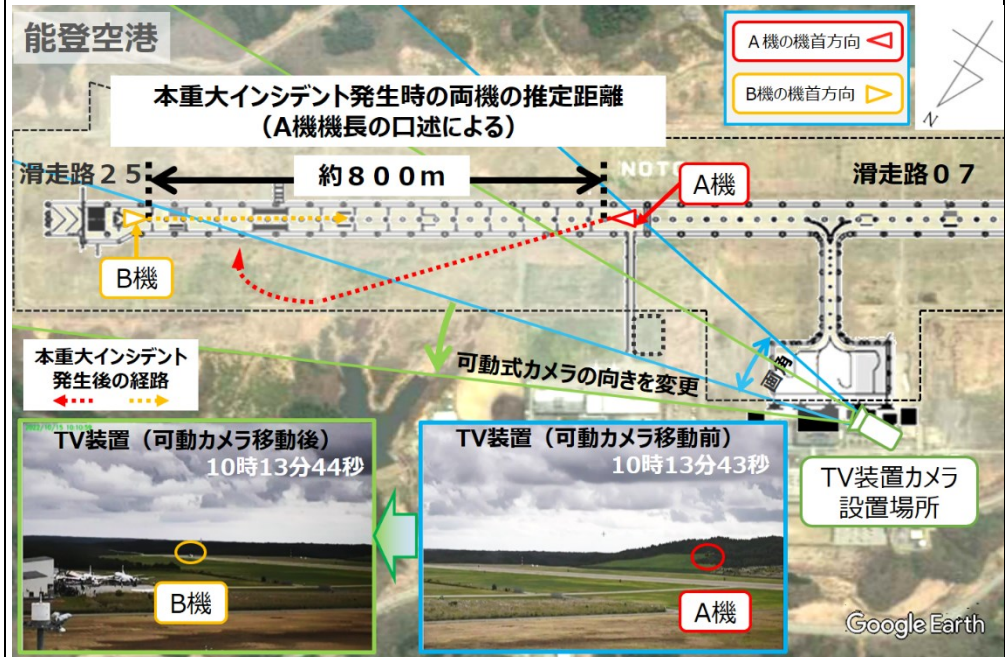 能登空港
A機の機首方向
B機の機首方向
N
本重大インシデント発生時の両機の推定距離
(A機機長の口述による)
滑走路25
約800m
NOTO
A機
滑走路07
B機
本重大インシデント
発生後の経路
可動式カメラの向きを変更
画角
TV装置カメラ
設置場所
TV装置(可動カメラ移動後)
10時13分44秒
B機
TV装置(可動カメラ移動前)
10時13分43秒
A機
Google Earth